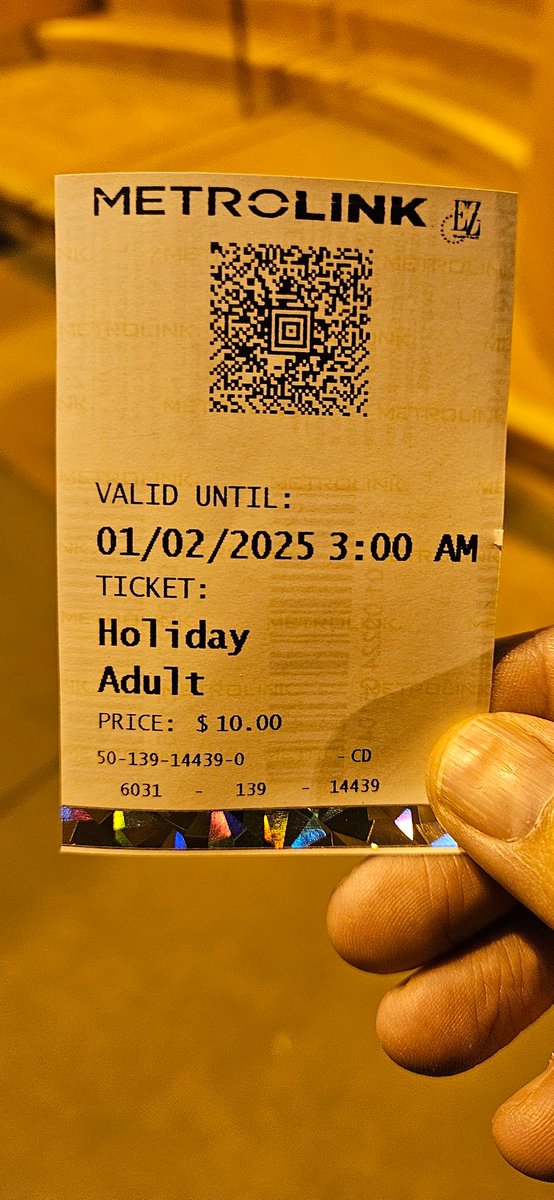 METROLINK EZ
VALID UNTIL:
01/02/2025 3:00 AM
TICKET:
Holiday
Adult
PRICE: $ 10.00
50-139-14439-0 - CD
6031 - 139 - 14439